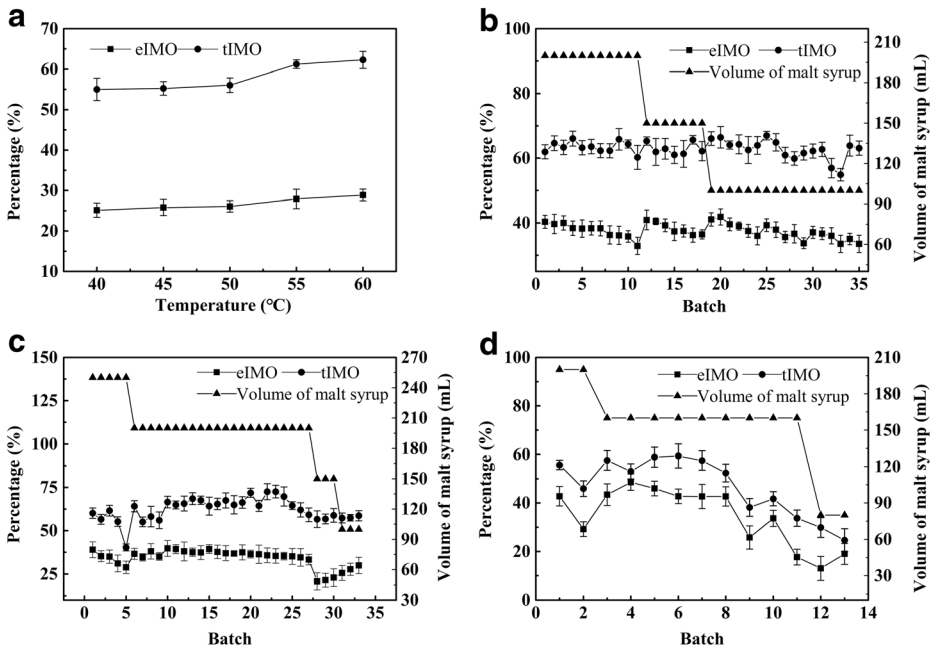 a
70
60
50
40
30
20
10
Percentage (%)
eIMO
tIMO
40
45
50
55
60
Temperature (°C)
b
100
80
60
40
Percentage (%)
eIMO
tIMO
Volume of malt syrup
210
180
150
120
90
60
Volume of malt syrup (mL)
0
5
10
15
20
25
30
35
Batch
c
150
125
100
75
50
25
Percentage (%)
eIMO
tIMO
Volume of malt syrup
270
240
210
180
150
120
90
60
30
Volume of malt syrup (mL)
0
5
10
15
20
25
30
35
Batch
d
100
80
60
40
20
0
Percentage (%)
eIMO
tIMO
Volume of malt syrup
210
180
150
120
90
60
30
Volume of malt syrup (mL)
0
2
4
6
8
10
12
14
Batch